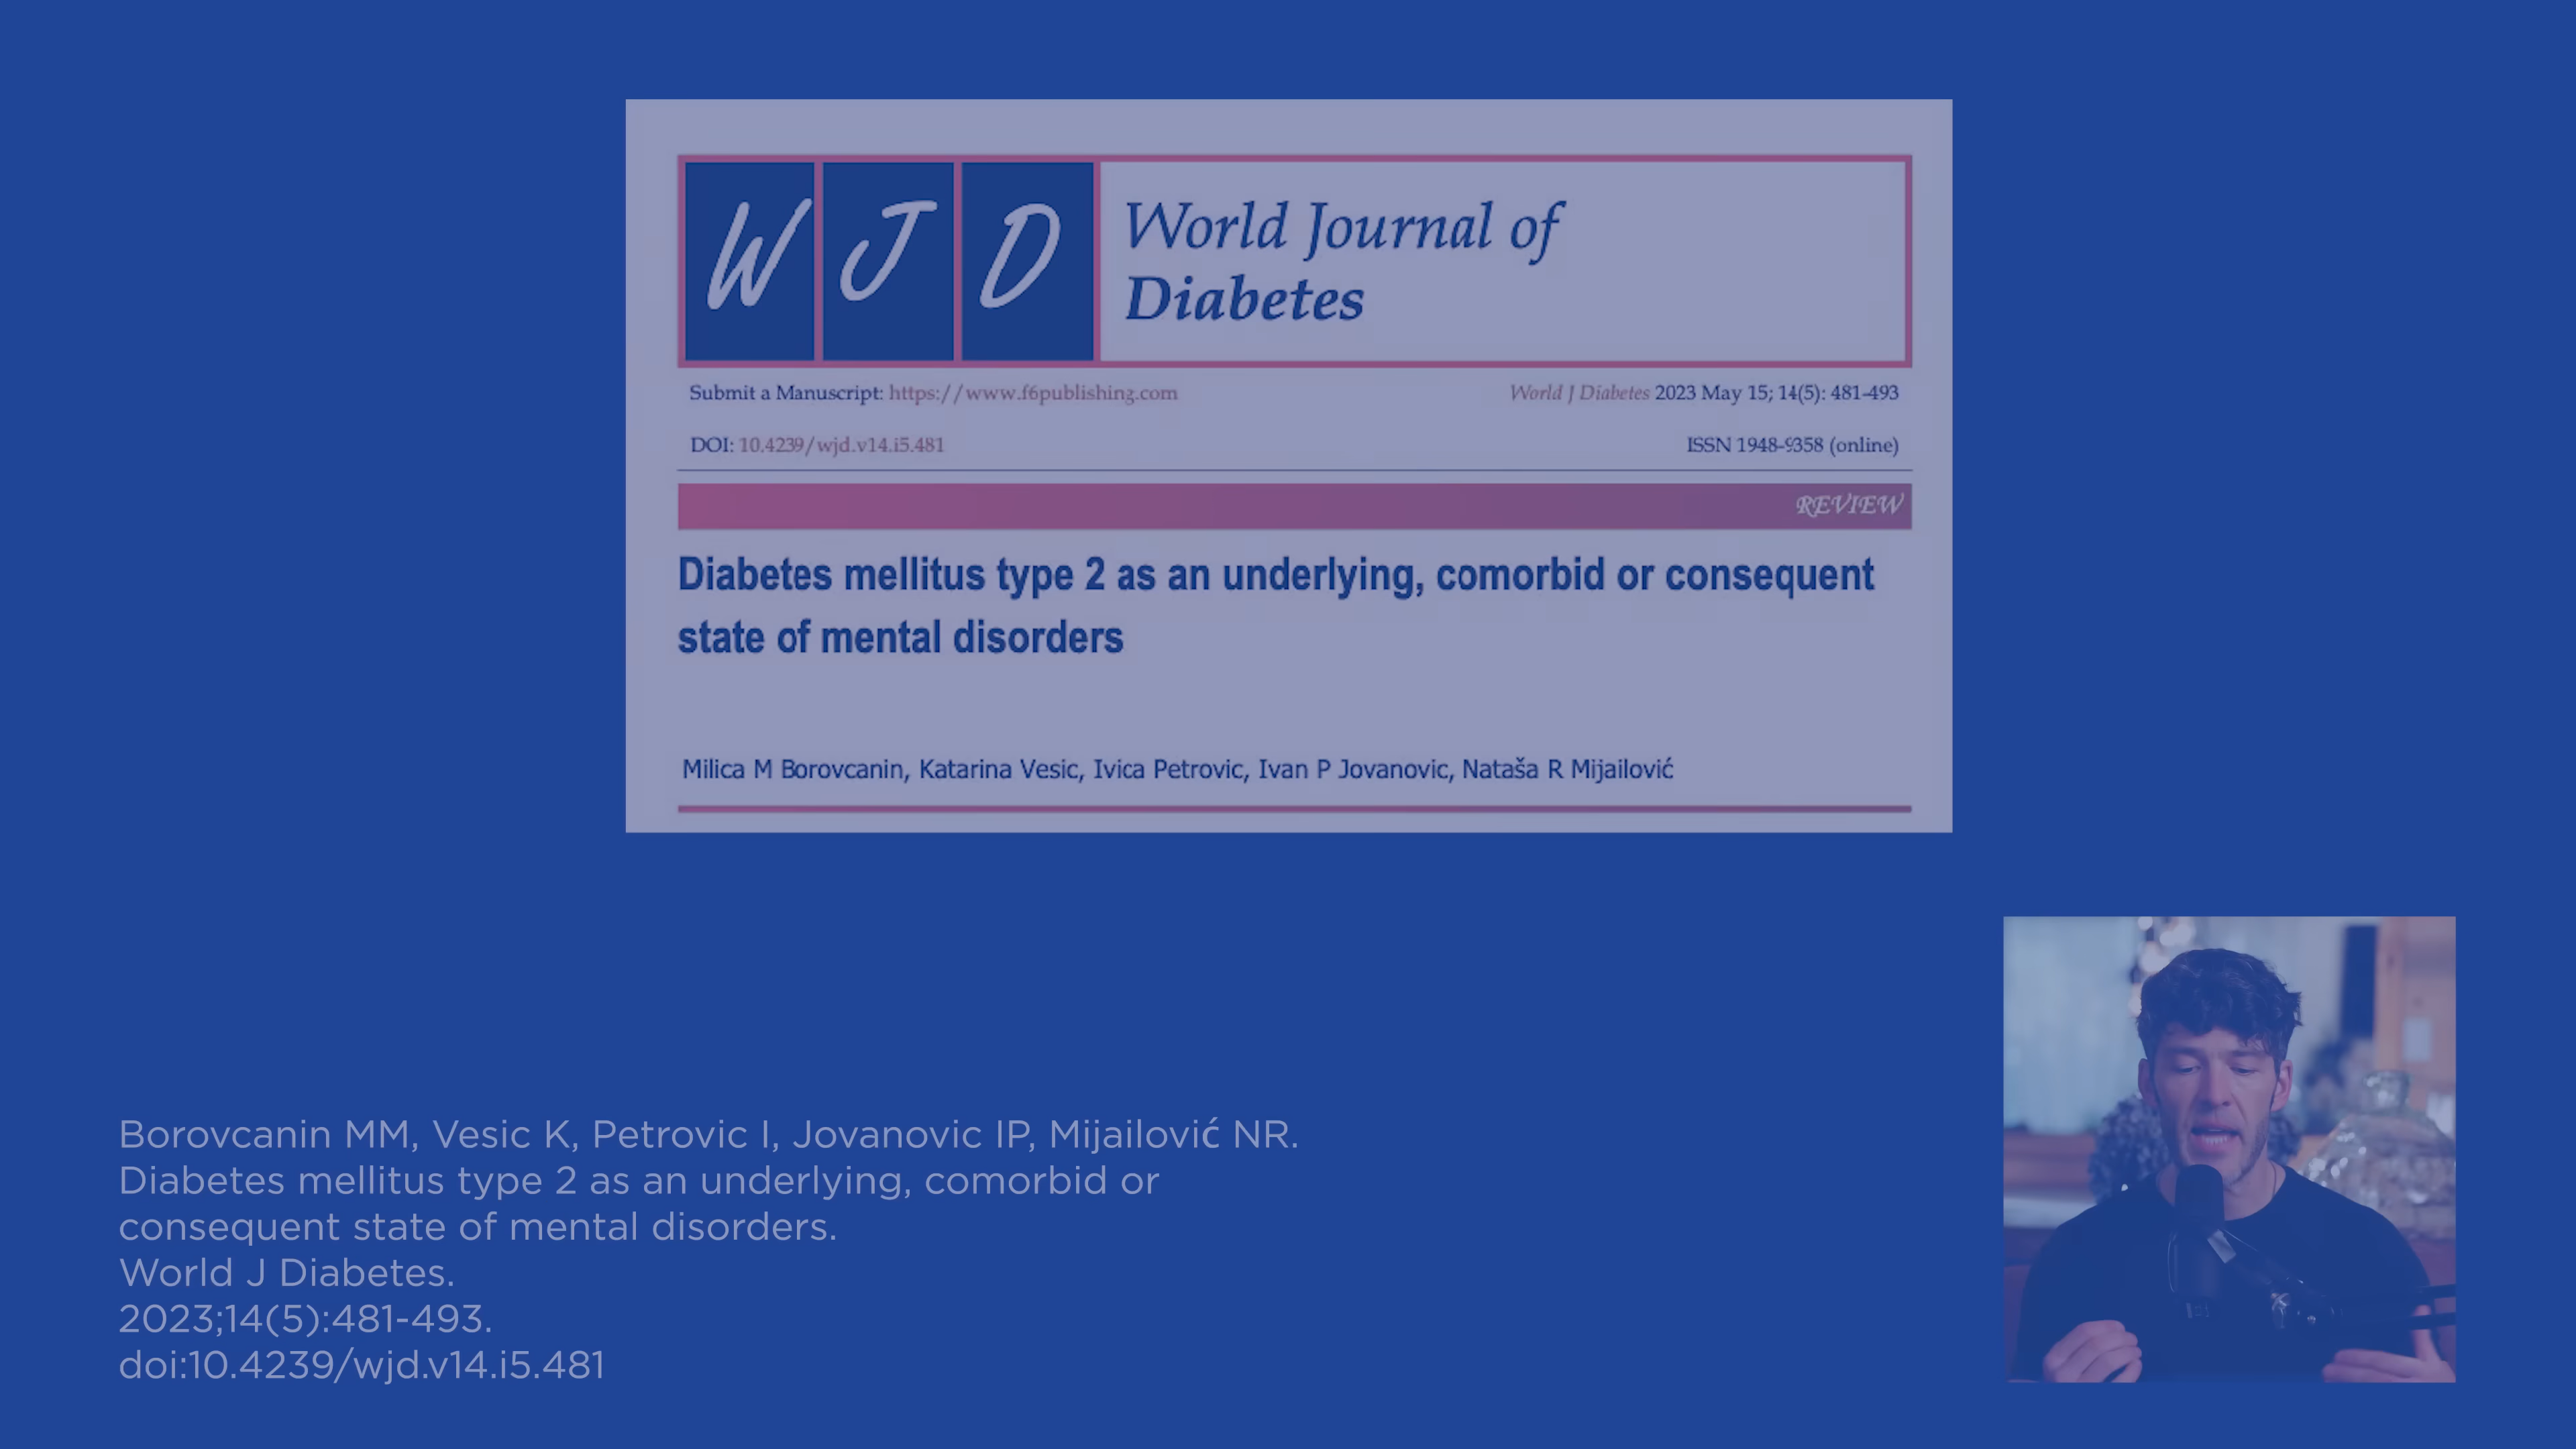 W J D
World Journal of
Diabetes
Submit a Manuscript: https://www.f6publishing.com
World J Diabetes 2023 May 15; 14(5): 481-493
DOI: 10.4239/wjd.v14.i5.481
ISSN 1948-9358 (online)
REVIEW
Diabetes mellitus type 2 as an underlying, comorbid or consequent
state of mental disorders
Milica M Borovcanin, Katarina Vesic, Ivica Petrovic, Ivan P Jovanovic, Nataša R Mijailović
Borovcanin MM, Vesic K, Petrovic I, Jovanovic IP, Mijailović NR.
Diabetes mellitus type 2 as an underlying, comorbid or
consequent state of mental disorders.
World J Diabetes.
2023;14(5):481-493.
doi:10.4239/wjd.v14.i5.481